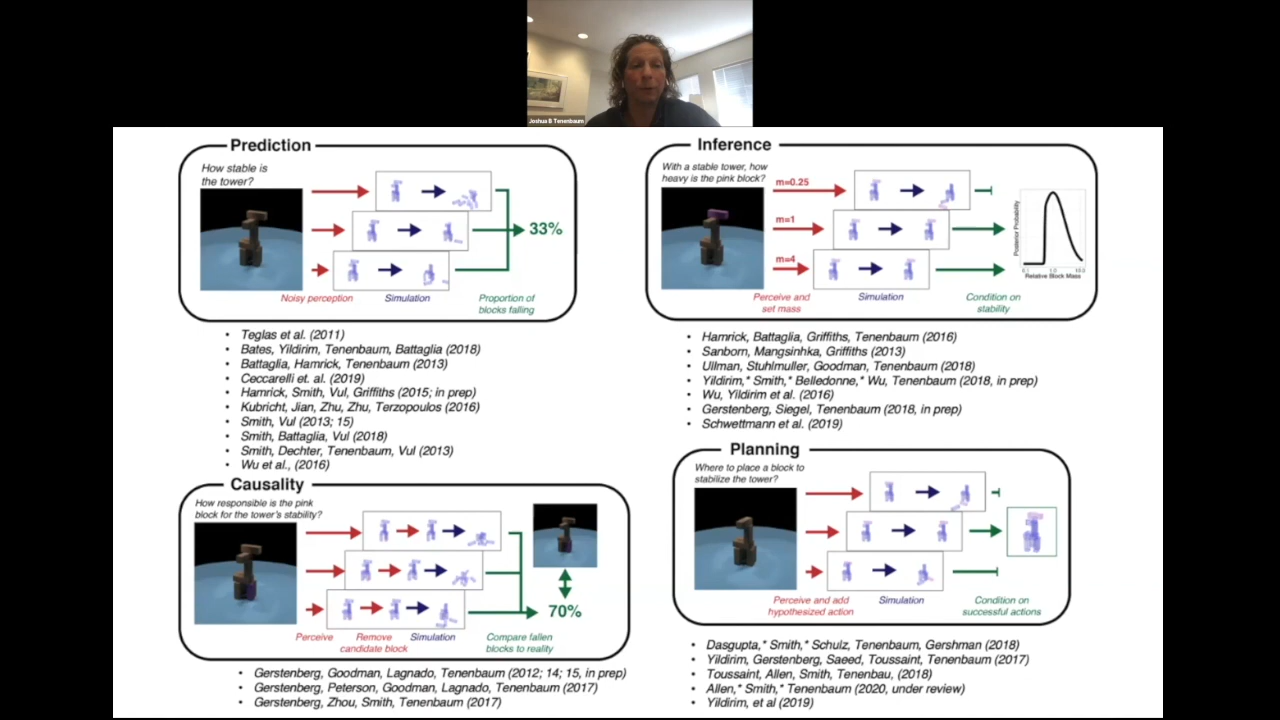 Joshua B Tenenbaum
Prediction
How stable is
the tower?
33%
Noisy perception
Simulation
Proportion of
blocks falling
• Teglas et al. (2011)
• Bates, Yildirim, Tenenbaum, Battaglia (2018)
• Battaglia, Hamrick, Tenenbaum (2013)
• Ceccarelli et. al. (2019)
• Hamrick, Smith, Vul, Griffiths (2015; in prep)
• Kubricht, Jian, Zhu, Zhu, Terzopoulos (2016)
• Smith, Vul (2013; 15)
• Smith, Battaglia, Vul (2018)
• Smith, Dechter, Tenenbaum, Vul (2013)
• Wu et al., (2016)
Inference
With a stable tower, how
heavy is the pink block?
m=0.25
m=1
m=4
Posterior Probability
0.1 1.0 10.0
Relative Block Mass
Perceive and
set mass
Simulation
Condition on
stability
• Hamrick, Battaglia, Griffiths, Tenenbaum (2016)
• Sanborn, Mangsinhka, Griffiths (2013)
• Ullman, Stuhlmuller, Goodman, Tenenbaum (2018)
• Yildirim,* Smith,* Belledonne,* Wu, Tenenbaum (2018, in prep)
• Wu, Yildirim et al. (2016)
• Gerstenberg, Siegel, Tenenbaum (2018, in prep)
• Schwettmann et al. (2019)
Causality
How responsible is the pink
block for the tower's stability?
70%
Perceive
Remove
candidate block
Simulation
Compare fallen
blocks to reality
• Gerstenberg, Goodman, Lagnado, Tenenbaum (2012; 14; 15, in prep)
• Gerstenberg, Peterson, Goodman, Lagnado, Tenenbaum (2017)
• Gerstenberg, Zhou, Smith, Tenenbaum (2017)
Planning
Where to place a block to
stabilize the tower?
Perceive and add
hypothesized action
Simulation
Condition on
successful actions
• Dasgupta,* Smith,* Schulz, Tenenbaum, Gershman (2018)
• Yildirim, Gerstenberg, Saeed, Toussaint, Tenenbaum (2017)
• Toussaint, Allen, Smith, Tenenbau, (2018)
• Allen,* Smith,* Tenenbaum (2020, under review)
• Yildirim, et al (2019)